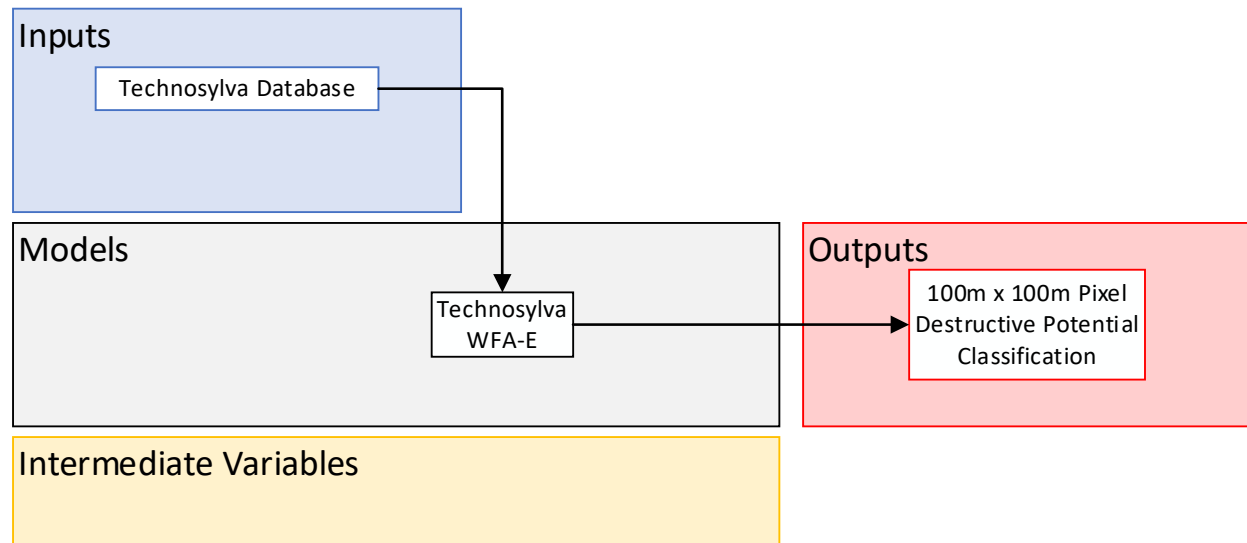 Inputs
Technosylva Database
Models
Technosylva
WFA-E
Outputs
100m x 100m Pixel
Destructive Potential
Classification
Intermediate Variables